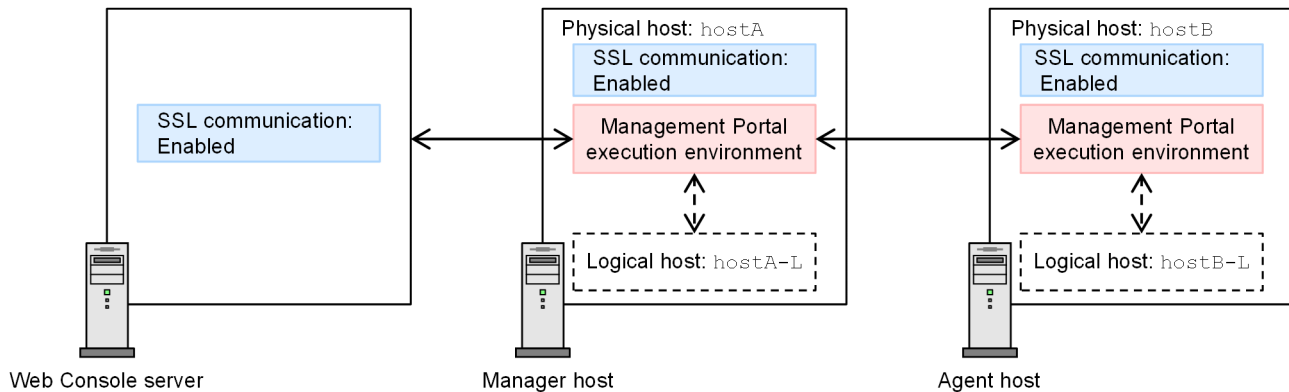 SSL communication:
Enabled
Web Console server
Physical host: hostA
SSL communication:
Enabled
Management Portal
execution environment
Logical host: hostA-L
Manager host
Physical host: hostB
SSL communication:
Enabled
Management Portal
execution environment
Logical host: hostB-L
Agent host